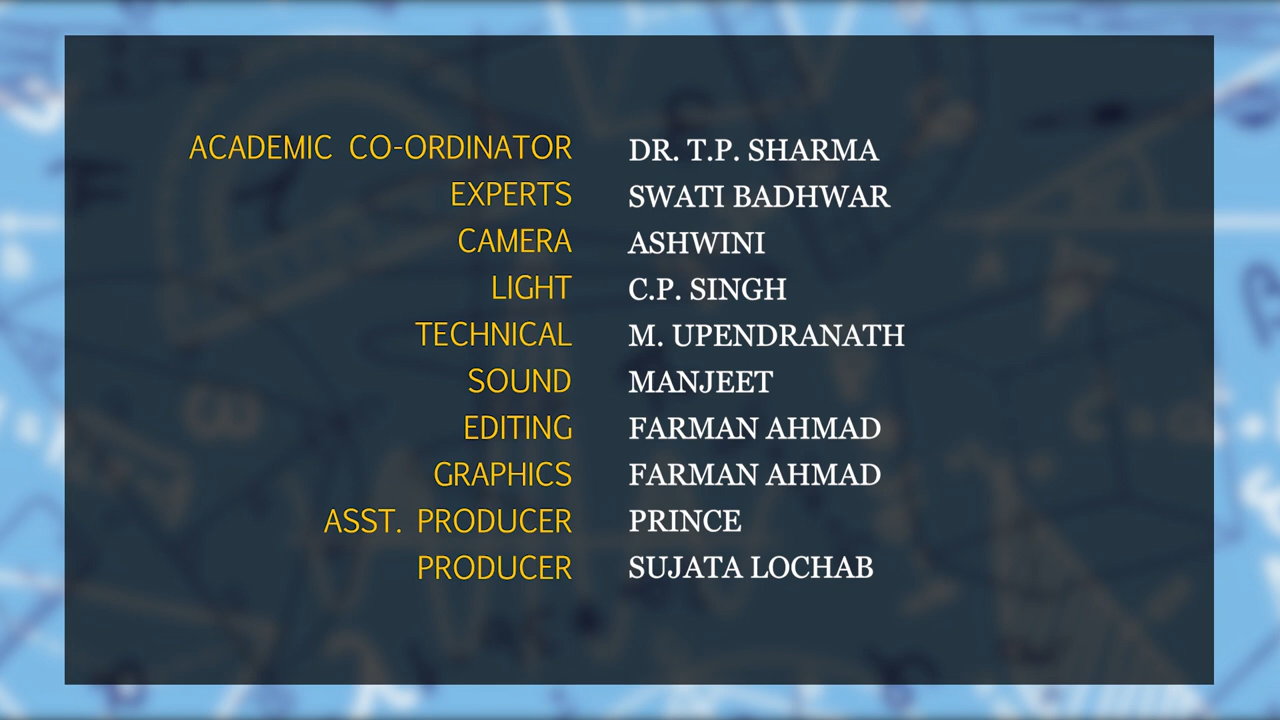 ACADEMIC CO-ORDINATOR DR. T.P. SHARMA
EXPERTS SWATI BADHWAR
CAMERA ASHWINI
LIGHT C.P. SINGH
TECHNICAL M. UPENDRANATH
SOUND MANJEET
EDITING FARMAN AHMAD
GRAPHICS FARMAN AHMAD
ASST. PRODUCER PRINCE
PRODUCER SUJATA LOCHAB